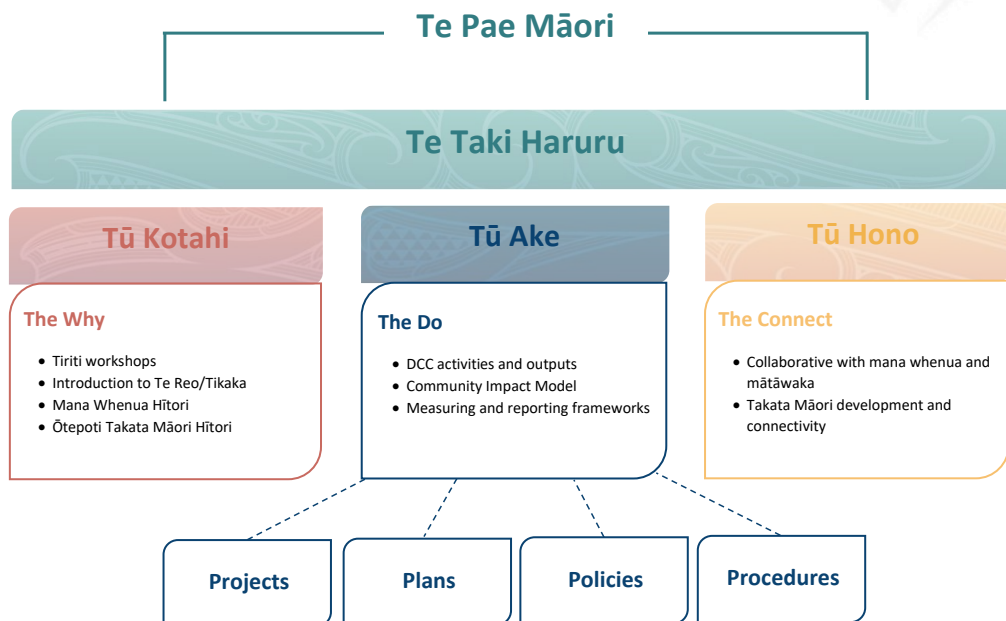 Te Pae Māori
Te Taki Haruru
Tū Kotahi
The Why
• Tiriti workshops
• Introduction to Te Reo/Tikaka
• Mana Whenua Hītori
• Ōtepoti Takata Māori Hītori
Tū Ake
The Do
• DCC activities and outputs
• Community Impact Model
• Measuring and reporting frameworks
Tū Hono
The Connect
• Collaborative with mana whenua and
mātāwaka
• Takata Māori development and
connectivity
Projects
Plans
Policies
Procedures